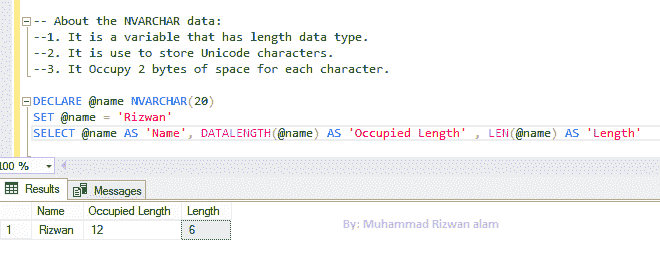 -- About the NVARCHAR data:
--1. It is a variable that has length data type.
--2. It is use to store Unicode characters.
--3. It Occupy 2 bytes of space for each character.
DECLARE @name NVARCHAR(20)
SET @name = 'Rizwan'
SELECT @name AS 'Name', DATALENGTH(@name) AS 'Occupied Length' , LEN(@name) AS 'Length'
100 %
Results Messages
Name Occupied Length Length
1 Rizwan 12 6
By: Muhammad Rizwan alam